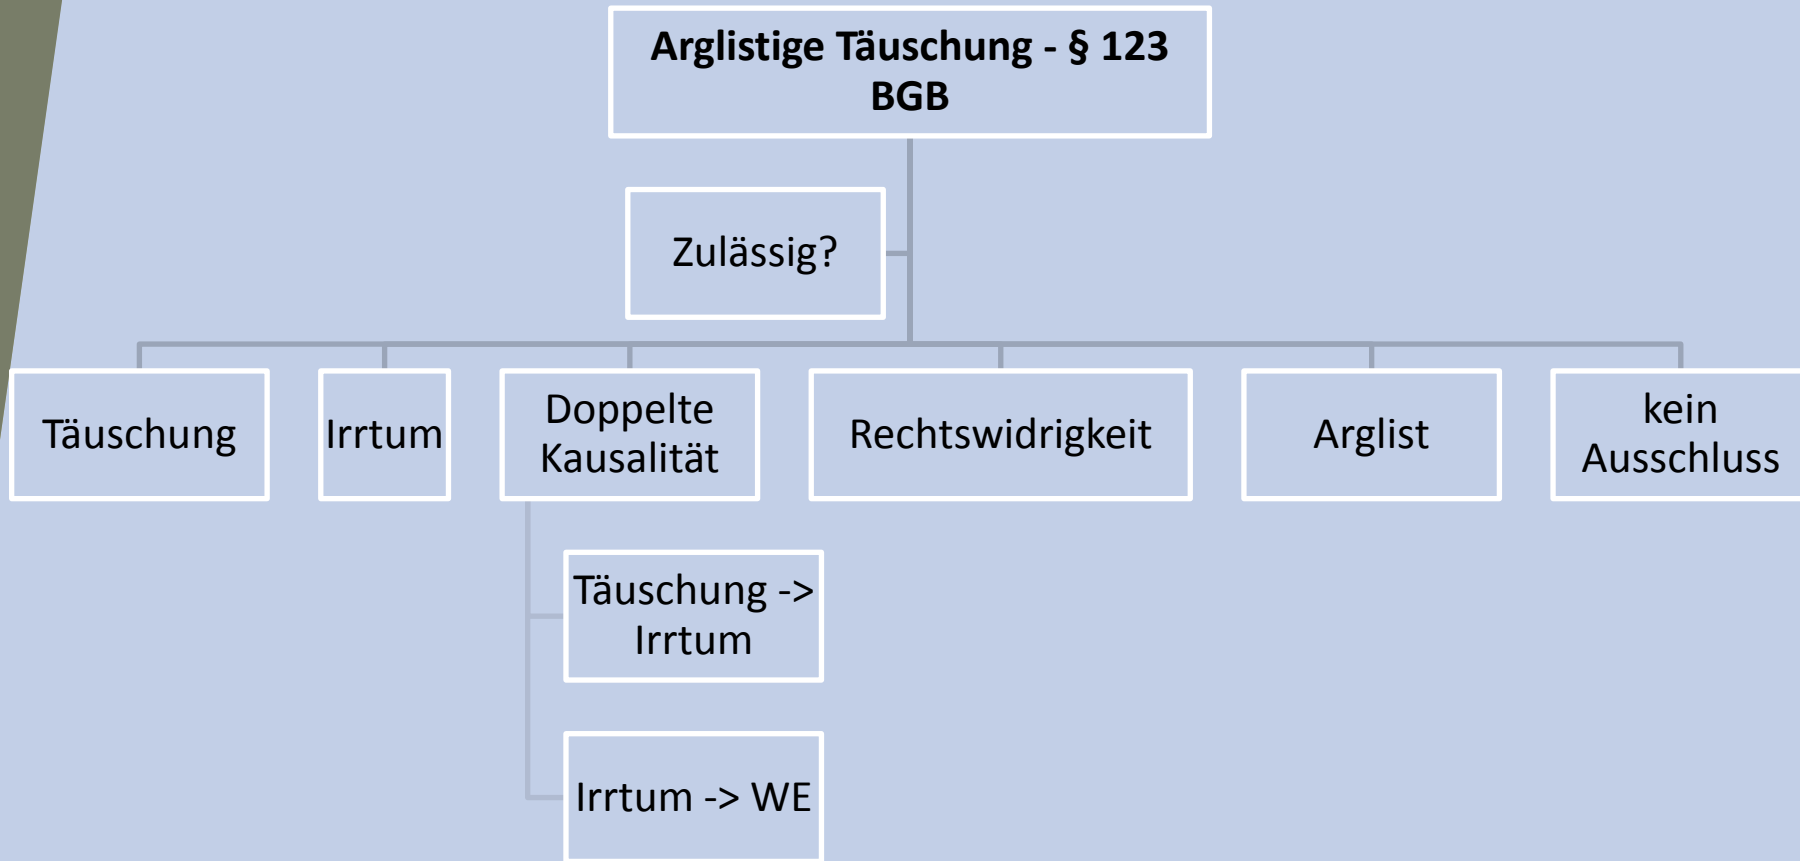 Arglistige Täuschung - § 123
BGB
Zulässig?
Täuschung
Irrtum
Doppelte
Kausalität
Rechtswidrigkeit
Arglist
kein
Ausschluss
Täuschung ->
Irrtum
Irrtum -> WE